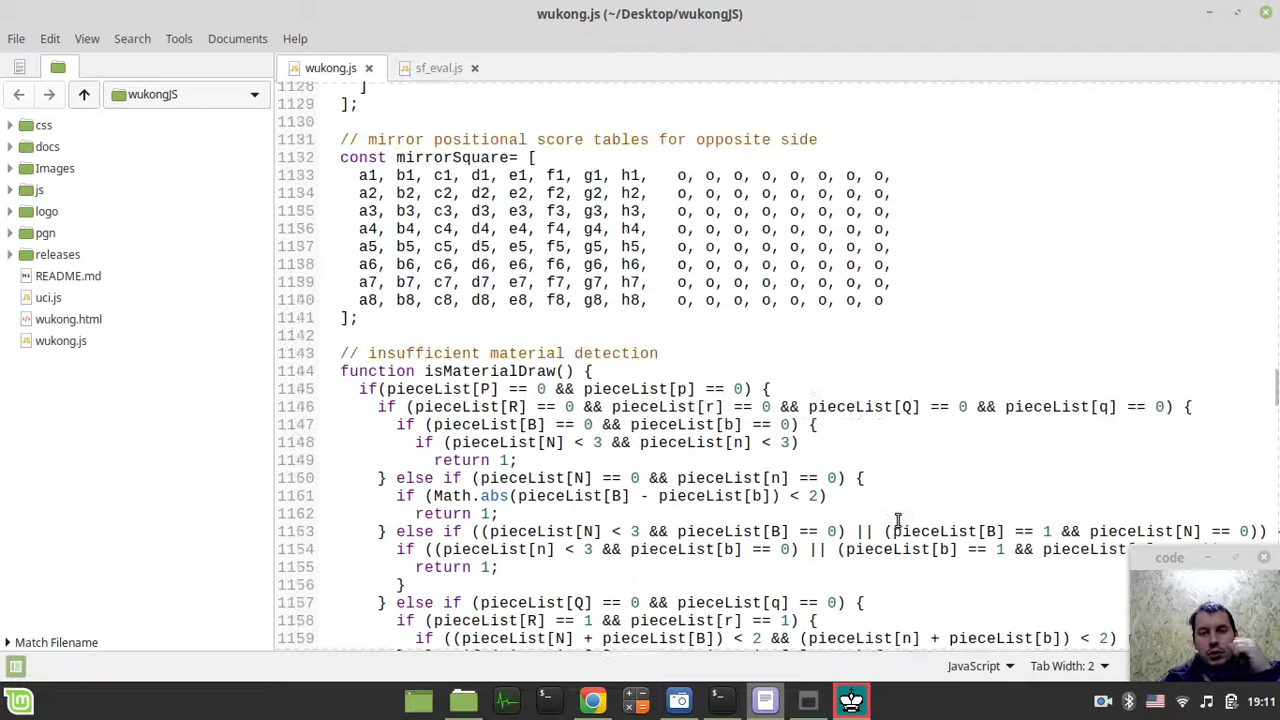 wukong.js (~/Desktop/wukongJS)
File Edit View Search Tools Documents Help
wukong.js
sf_eval.js
wukongJS
css
docs
Images
js
logo
pgn
releases
README.md
uci.js
wukong.html
wukong.js
Match Filename
1128 ]
1129 ];
1130
1131 // mirror positional score tables for opposite side
1132 const mirrorSquare= [
1133 a1, b1, c1, d1, e1, f1, g1, h1, o, o, o, o, o, o, o, o,
1134 a2, b2, c2, d2, e2, f2, g2, h2, o, o, o, o, o, o, o, o,
1135 a3, b3, c3, d3, e3, f3, g3, h3, o, o, o, o, o, o, o, o,
1136 a4, b4, c4, d4, e4, f4, g4, h4, o, o, o, o, o, o, o, o,
1137 a5, b5, c5, d5, e5, f5, g5, h5, o, o, o, o, o, o, o, o,
1138 a6, b6, c6, d6, e6, f6, g6, h6, o, o, o, o, o, o, o, o,
1139 a7, b7, c7, d7, e7, f7, g7, h7, o, o, o, o, o, o, o, o,
1140 a8, b8, c8, d8, e8, f8, g8, h8, o, o, o, o, o, o, o, o
1141 ];
1142
1143 // insufficient material detection
1144 function isMaterialDraw() {
1145 if(pieceList[P] == 0 && pieceList[p] == 0) {
1146 if (pieceList[R] == 0 && pieceList[r] == 0 && pieceList[Q] == 0 && pieceList[q] == 0) {
1147 if (pieceList[B] == 0 && pieceList[b] == 0) {
1148 if (pieceList[N] < 3 && pieceList[n] < 3)
1149 return 1;
1150 } else if (pieceList[N] == 0 && pieceList[n] == 0) {
1151 if (Math.abs(pieceList[B] - pieceList[b]) < 2)
1152 return 1;
1153 } else if ((pieceList[N] < 3 && pieceList[B] == 0) || (pieceList[B] == 1 && pieceList[N] == 0))
1154 if ((pieceList[n] < 3 && pieceList[b] == 0) || (pieceList[b] == 1 &&
1155 return 1;
1156 }
1157 } else if (pieceList[Q] == 0 && pieceList[q] == 0) {
1158 if (pieceList[R] == 1 && pieceList[r] == 1) {
1159 if ((pieceList[N] + pieceList[B]) < 2 && (pieceList[n] + pieceList[b]) < 2)
code
JavaScript
Tab Width: 2
19:11